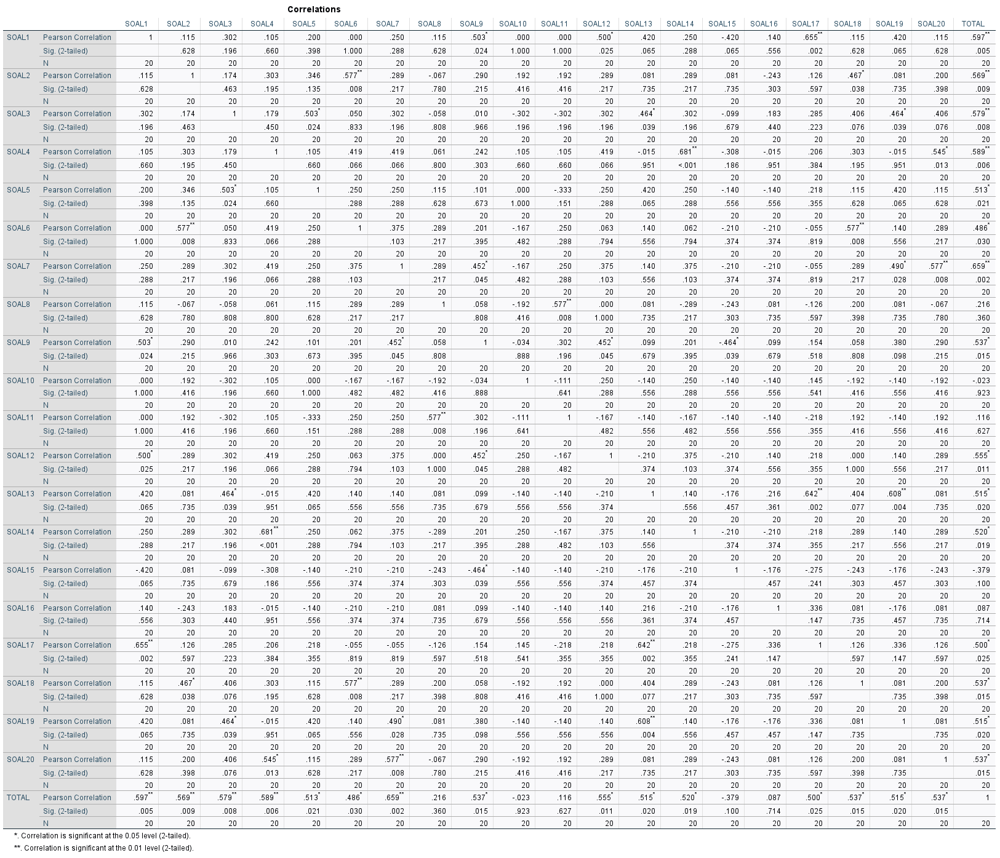 Correlations
SOAL1 SOAL2 SOAL3 SOAL4 SOAL5 SOAL6 SOAL7 SOAL8 SOAL9 SOAL10 SOAL11 SOAL12 SOAL13 SOAL14 SOAL15 SOAL16 SOAL17 SOAL18 SOAL19 SOAL20 TOTAL
SOAL1 Pearson Correlation 1 .115 .302 .105 .200 .000 .250 .115 .503* .000 .000 .500* .420 .250 -.420 .140 .655** .115 .420 .115 .597**
Sig. (2-tailed) .628 .196 .660 .398 1.000 .288 .628 .024 1.000 1.000 .025 .065 .288 .065 .556 .002 .628 .065 .628 .005
N 20 20 20 20 20 20 20 20 20 20 20 20 20 20 20 20 20 20 20 20 20
SOAL2 Pearson Correlation .115 1 .174 .303 .346 .577** .289 -.067 .290 .192 .192 .289 .081 .289 .081 -.243 .126 .467* .081 .200 .569**
Sig. (2-tailed) .628 .463 .195 .135 .008 .217 .780 .215 .416 .416 .217 .735 .217 .735 .303 .597 .038 .735 .398 .009
N 20 20 20 20 20 20 20 20 20 20 20 20 20 20 20 20 20 20 20 20 20
SOAL3 Pearson Correlation .302 .174 1 .179 .503* .050 .302 -.058 .010 -.302 -.302 .302 .464* .302 -.099 .183 .285 .406 .464* .406 .579**
Sig. (2-tailed) .196 .463 .450 .024 .833 .196 .808 .966 .196 .196 .196 .039 .196 .679 .440 .223 .076 .039 .076 .008
N 20 20 20 20 20 20 20 20 20 20 20 20 20 20 20 20 20 20 20 20 20
SOAL4 Pearson Correlation .105 .303 .179 1 .105 .419 .419 .061 .242 .105 .105 .419 -.015 .681** -.308 -.015 .206 .303 -.015 .545* .589**
Sig. (2-tailed) .660 .195 .450 .660 .066 .066 .800 .303 .660 .660 .066 .951 <.001 .186 .951 .384 .195 .951 .013 .006
N 20 20 20 20 20 20 20 20 20 20 20 20 20 20 20 20 20 20 20 20 20
SOAL5 Pearson Correlation .200 .346 .503* .105 1 .250 .250 .115 .101 .000 -.333 .250 .420 .250 -.140 -.140 .218 .115 .420 .115 .513*
Sig. (2-tailed) .398 .135 .024 .660 .288 .288 .628 .673 1.000 .151 .288 .065 .288 .556 .556 .355 .628 .065 .628 .021
N 20 20 20 20 20 20 20 20 20 20 20 20 20 20 20 20 20 20 20 20 20
SOAL6 Pearson Correlation .000 .577** .050 .419 .250 1 .375 .289 .201 -.167 .250 .063 .140 .062 -.210 -.210 -.055 .577** .140 .289 .486*
Sig. (2-tailed) 1.000 .008 .833 .066 .288 .103 .217 .395 .482 .288 .794 .556 .794 .374 .374 .819 .008 .556 .217 .030
N 20 20 20 20 20 20 20 20 20 20 20 20 20 20 20 20 20 20 20 20 20
SOAL7 Pearson Correlation .250 .289 .302 .419 .250 .375 1 .289 .452* -.167 .250 .375 .140 .375 -.210 -.210 -.055 .289 .490* .577** .659**
Sig. (2-tailed) .288 .217 .196 .066 .288 .103 .217 .045 .482 .288 .103 .556 .103 .374 .374 .819 .217 .028 .008 .002
N 20 20 20 20 20 20 20 20 20 20 20 20 20 20 20 20 20 20 20 20 20
SOAL8 Pearson Correlation .115 -.067 -.058 .061 .115 .289 .289 1 .058 -.192 .577** .000 .081 -.289 -.243 .081 -.126 .200 .081 -.067 .216
Sig. (2-tailed) .628 .780 .808 .800 .628 .217 .217 .808 .416 .008 1.000 .735 .217 .303 .735 .597 .398 .735 .780 .360
N 20 20 20 20 20 20 20 20 20 20 20 20 20 20 20 20 20 20 20 20 20
SOAL9 Pearson Correlation .503* .290 .010 .242 .101 .201 .452* .058 1 -.034 .302 .452* .099 .201 -.464* .099 .154 .058 .380 .290 .537*
Sig. (2-tailed) .024 .215 .966 .303 .673 .395 .045 .808 .888 .196 .045 .679 .395 .039 .679 .518 .808 .098 .215 .015
N 20 20 20 20 20 20 20 20 20 20 20 20 20 20 20 20 20 20 20 20 20
SOAL10 Pearson Correlation .000 .192 -.302 .105 .000 -.167 -.167 -.192 -.034 1 -.111 .250 -.140 .250 -.140 -.140 .145 -.192 -.140 -.192 -.023
Sig. (2-tailed) 1.000 .416 .196 .660 1.000 .482 .482 .416 .888 .641 .288 .556 .288 .556 .556 .541 .416 .556 .416 .923
N 20 20 20 20 20 20 20 20 20 20 20 20 20 20 20 20 20 20 20 20 20
SOAL11 Pearson Correlation .000 .192 -.302 .105 -.333 .250 .250 .577** .302 -.111 1 -.167 -.140 -.167 -.140 -.140 -.218 .192 -.140 .192 .116
Sig. (2-tailed) 1.000 .416 .196 .660 .151 .288 .288 .008 .196 .641 .482 .556 .482 .556 .556 .355 .416 .556 .416 .627
N 20 20 20 20 20 20 20 20 20 20 20 20 20 20 20 20 20 20 20 20 20
SOAL12 Pearson Correlation .500* .289 .302 .419 .250 .063 .375 .000 .452* .250 -.167 1 -.210 .375 -.210 .140 .218 .000 .140 .289 .555*
Sig. (2-tailed) .025 .217 .196 .066 .288 .794 .103 1.000 .045 .288 .482 .374 .103 .374 .556 .355 1.000 .556 .217 .011
N 20 20 20 20 20 20 20 20 20 20 20 20 20 20 20 20 20 20 20 20 20
SOAL13 Pearson Correlation .420 .081 .464* -.015 .420 .140 .140 .081 .099 -.140 -.140 -.210 1 .140 -.176 .216 .642** .404 .608** .081 .515*
Sig. (2-tailed) .065 .735 .039 .951 .065 .556 .556 .735 .679 .556 .556 .374 .556 .457 .361 .002 .077 .004 .735 .020
N 20 20 20 20 20 20 20 20 20 20 20 20 20 20 20 20 20 20 20 20 20
SOAL14 Pearson Correlation .250 .289 .302 .681** .250 .062 .375 -.289 .201 .250 -.167 .375 .140 1 -.210 -.210 .218 .289 .140 .289 .520*
Sig. (2-tailed) .288 .217 .196 <.001 .288 .794 .103 .217 .395 .288 .482 .103 .556 .374 .374 .355 .217 .556 .217 .019
N 20 20 20 20 20 20 20 20 20 20 20 20 20 20 20 20 20 20 20 20 20
SOAL15 Pearson Correlation -.420 .081 -.099 -.308 -.140 -.210 -.210 -.243 -.464* -.140 -.140 -.210 -.176 -.210 1 -.176 -.275 -.243 -.176 -.243 -.379
Sig. (2-tailed) .065 .735 .679 .186 .556 .374 .374 .303 .039 .556 .556 .374 .457 .374 .457 .241 .303 .457 .303 .100
N 20 20 20 20 20 20 20 20 20 20 20 20 20 20 20 20 20 20 20 20 20
SOAL16 Pearson Correlation .140 -.243 .183 -.015 -.140 -.210 -.210 .081 .099 -.140 -.140 .140 .216 -.210 -.176 1 .336 .081 -.176 .081 .087
Sig. (2-tailed) .556 .303 .440 .951 .556 .374 .374 .735 .679 .556 .556 .556 .361 .374 .457 .147 .735 .457 .735 .714
N 20 20 20 20 20 20 20 20 20 20 20 20 20 20 20 20 20 20 20 20 20
SOAL17 Pearson Correlation .655** .126 .285 .206 .218 -.055 -.055 -.126 .154 .145 -.218 .218 .642** .218 -.275 .336 1 .126 .336 .126 .500*
Sig. (2-tailed) .002 .597 .223 .384 .355 .819 .819 .597 .518 .541 .355 .355 .002 .355 .241 .147 .597 .147 .597 .025
N 20 20 20 20 20 20 20 20 20 20 20 20 20 20 20 20 20 20 20 20 20
SOAL18 Pearson Correlation .115 .467* .406 .303 .115 .577** .289 .200 .058 -.192 .192 .000 .404 .289 -.243 .081 .126 1 .081 .200 .537*
Sig. (2-tailed) .628 .038 .076 .195 .628 .008 .217 .398 .808 .416 .416 1.000 .077 .217 .303 .735 .597 .735 .398 .015
N 20 20 20 20 20 20 20 20 20 20 20 20 20 20 20 20 20 20 20 20 20
SOAL19 Pearson Correlation .420 .081 .464* -.015 .420 .140 .490* .081 .380 -.140 -.140 .140 .608** .140 -.176 -.176 .336 .081 1 .081 .515*
Sig. (2-tailed) .065 .735 .039 .951 .065 .556 .028 .735 .098 .556 .556 .556 .004 .556 .457 .457 .147 .735 .735 .020
N 20 20 20 20 20 20 20 20 20 20 20 20 20 20 20 20 20 20 20 20 20
SOAL20 Pearson Correlation .115 .200 .406 .545* .115 .289 .577** -.067 .290 -.192 .192 .289 .081 .289 -.243 .081 .126 .200 .081 1 .537*
Sig. (2-tailed) .628 .398 .076 .013 .628 .217 .008 .780 .215 .416 .416 .217 .735 .217 .303 .735 .597 .398 .735 .015
N 20 20 20 20 20 20 20 20 20 20 20 20 20 20 20 20 20 20 20 20 20
TOTAL Pearson Correlation .597** .569** .579** .589** .513* .486* .659** .216 .537* -.023 .116 .555* .515* .520* -.379 .087 .500* .537* .515* .537* 1
Sig. (2-tailed) .005 .009 .008 .006 .021 .030 .002 .360 .015 .923 .627 .011 .020 .019 .100 .714 .025 .015 .020 .015
N 20 20 20 20 20 20 20 20 20 20 20 20 20 20 20 20 20 20 20 20 20
*. Correlation is significant at the 0.05 level (2-tailed).
**. Correlation is significant at the 0.01 level (2-tailed).